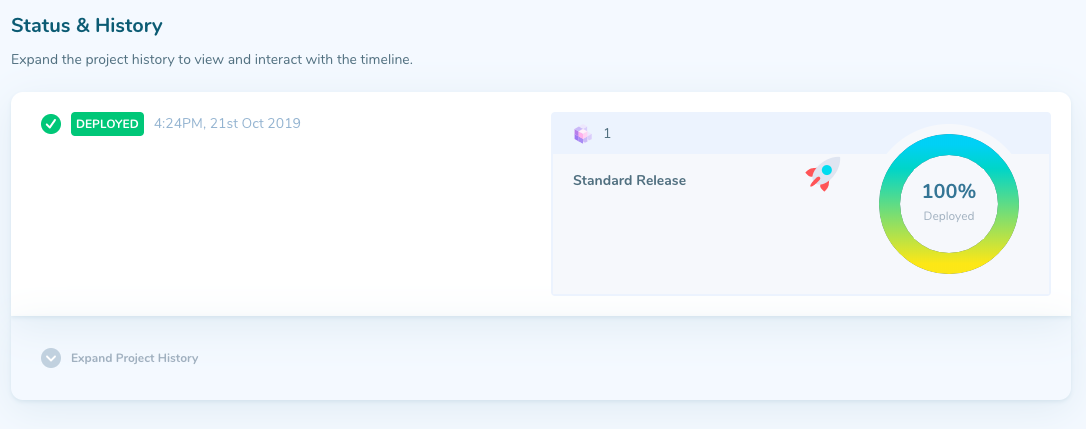 Status & History
Expand the project history to view and interact with the timeline.
DEPLOYED 4:24PM, 21st Oct 2019
1
Standard Release
100%
Deployed
Expand Project History